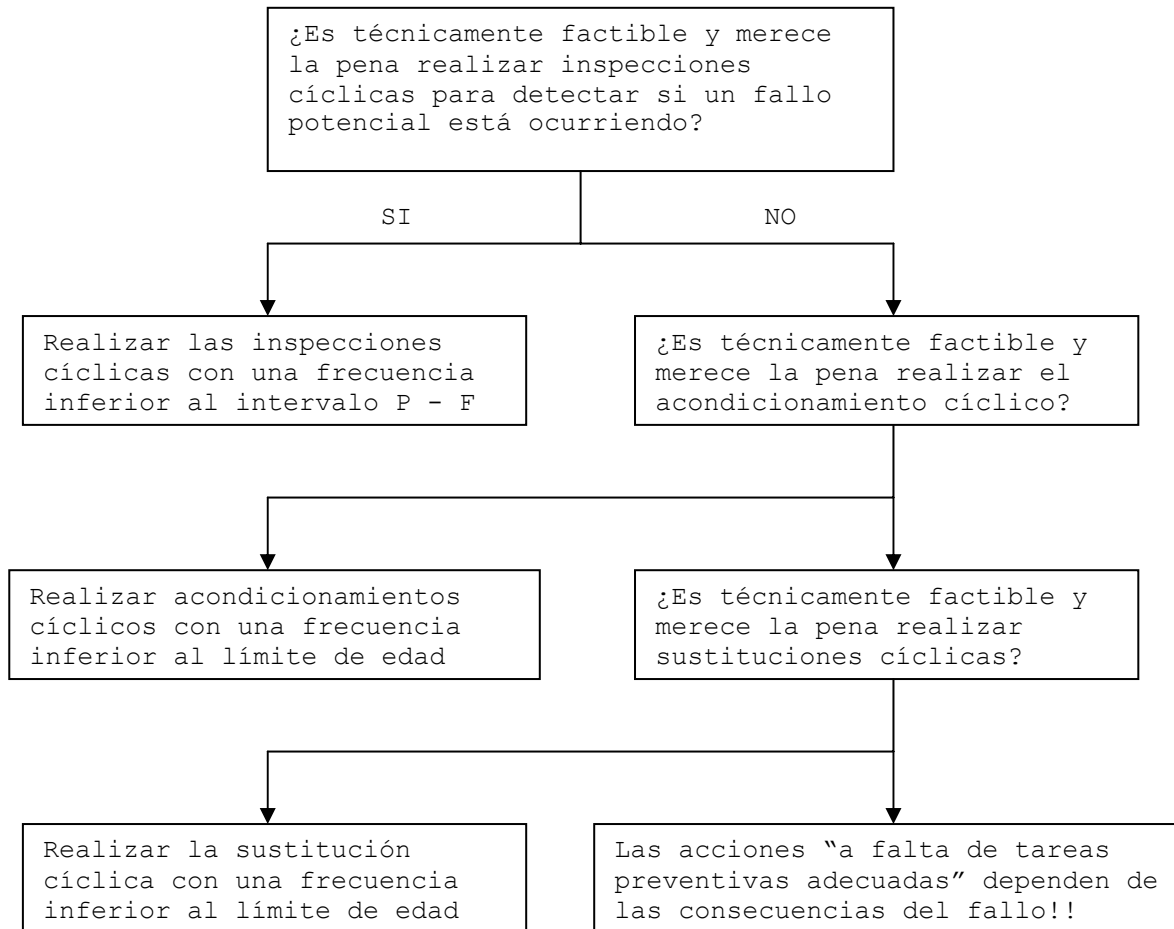 ¿Es técnicamente factible y merece
la pena realizar inspecciones
cíclicas para detectar si un fallo
potencial está ocurriendo?
SI
NO
Realizar las inspecciones
cíclicas con una frecuencia
inferior al intervalo P - F
¿Es técnicamente factible y
merece la pena realizar el
acondicionamiento cíclico?
Realizar acondicionamientos
cíclicos con una frecuencia
inferior al límite de edad
¿Es técnicamente factible y
merece la pena realizar
sustituciones cíclicas?
Realizar la sustitución
cíclica con una frecuencia
inferior al límite de edad
Las acciones “a falta de tareas
preventivas adecuadas” dependen de
las consecuencias del fallo!!